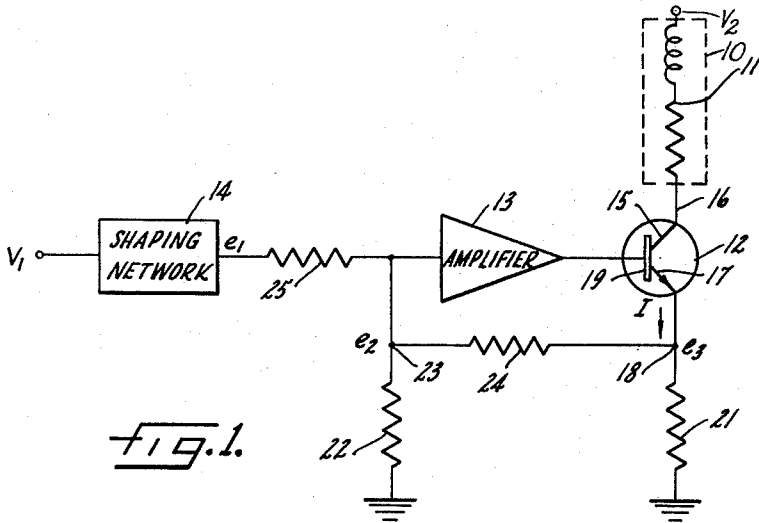 V2
10
11
14
13
15
16
SHAPING
NETWORK
e1
V1
25
AMPLIFIER
12
19
17
I
e2
23
24
18
e3
22
21
fig.1.